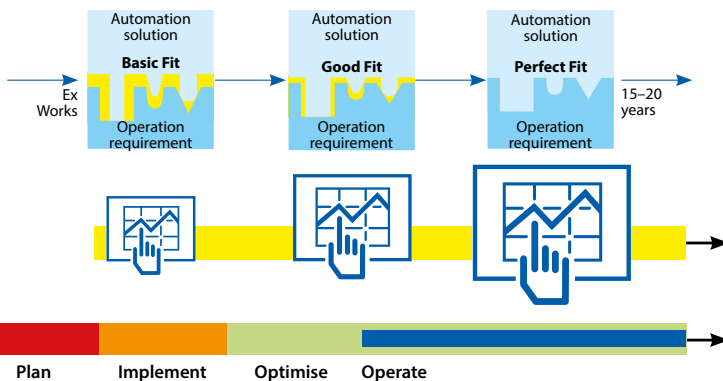 Automation
solution
Basic Fit
Operation
requirement
Automation
solution
Good Fit
Operation
requirement
Automation
solution
Perfect Fit
Operation
requirement
Ex
Works
15–20
years
Plan
Implement
Optimise
Operate